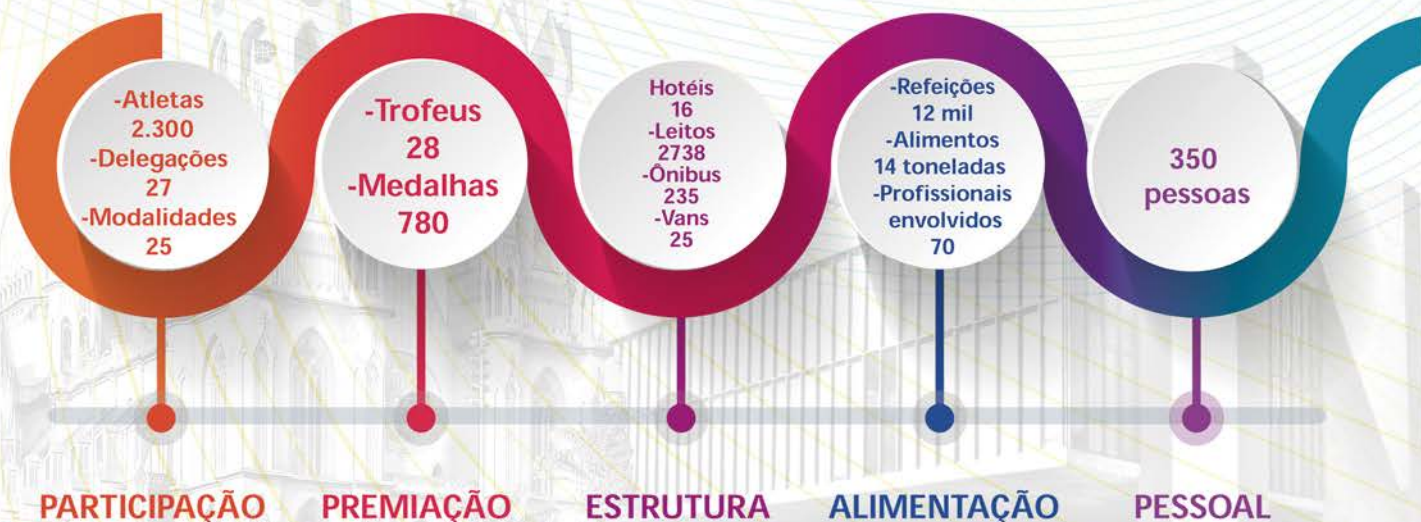 -Atletas
2.300
-Delegações
27
-Modalidades
25
-Trofeus
28
-Medalhas
780
Hotéis
16
-Leitos
2738
-Ônibus
235
-Vans
25
-Refeições
12 mil
-Alimentos
14 toneladas
-Profissionais
envolvidos
70
350
pessoas
PARTICIPAÇÃO
PREMIAÇÃO
ESTRUTURA
ALIMENTAÇÃO
PESSOAL